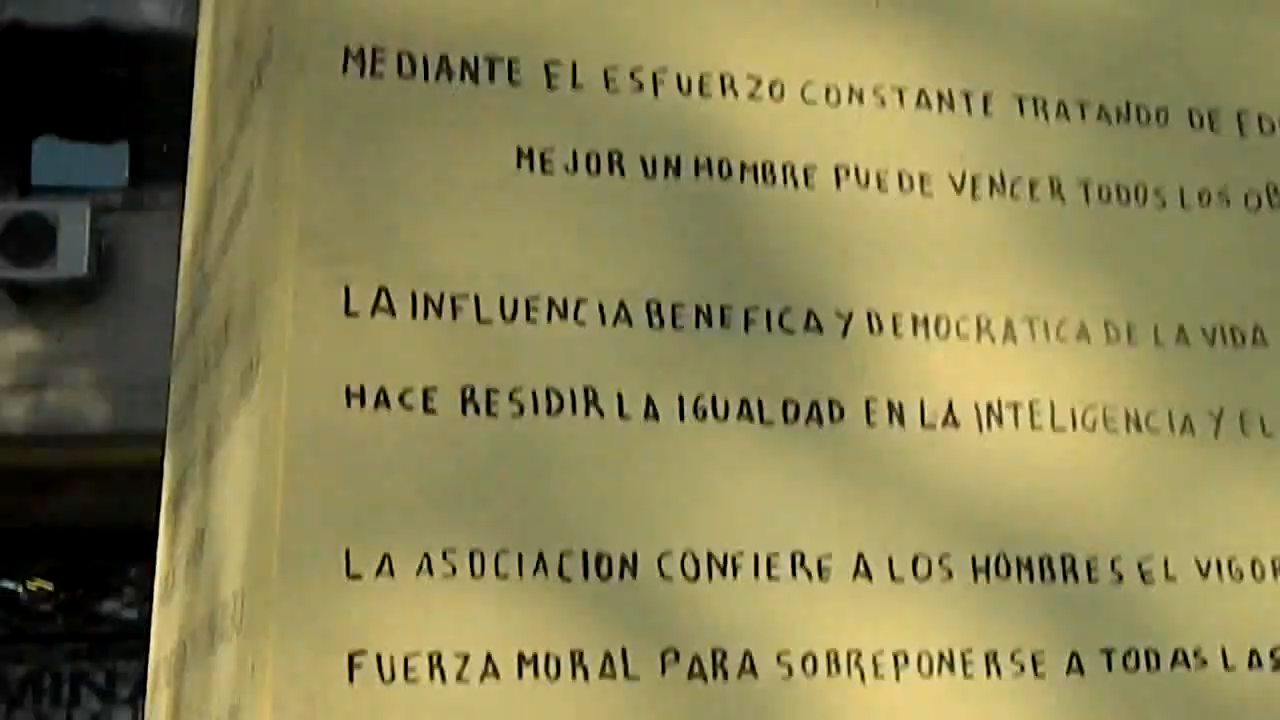 MEDIANTE EL ESFUERZO CONSTANTE TRATANDO DE
MEJOR UN HOMBRE PUEDE VENCER TODOS LOS
LA INFLUENCIA BENEFICA Y DEMOCRATICA DE LA VIDA
HACE RESIDIR LA IGUALDAD EN LA INTELIGENCIA Y EL
LA ASOCIACION CONFIERE A LOS HOMBRES EL VIGOR
FUERZA MORAL PARA SOBREPONERSE A TODAS LAS